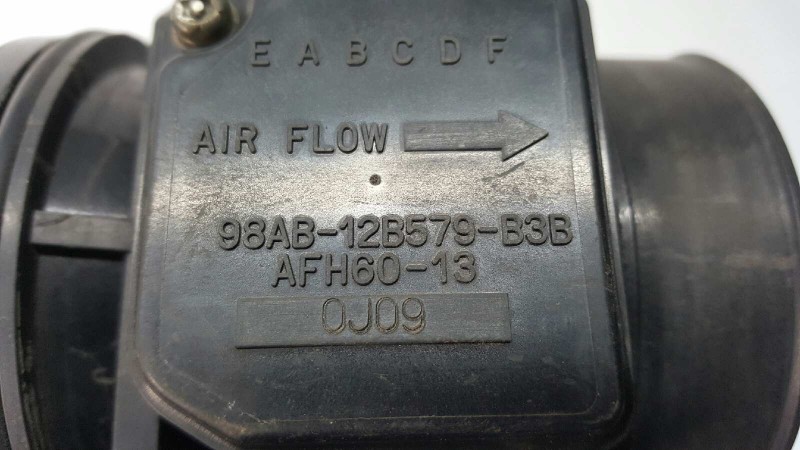 E A B C D F
AIR FLOW
98AB-12B579-B3B
AFH60-13
0J09